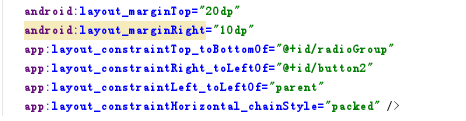 android:layout_marginTop="20dp"
android:layout_marginRight="10dp"
app:layout_constraintTop_toBottomOf="@+id/radioGroup"
app:layout_constraintRight_toLeftOf="@+id/button2"
app:layout_constraintLeft_toLeftOf="parent"
app:layout_constraintHorizontal_chainStyle="packed" />